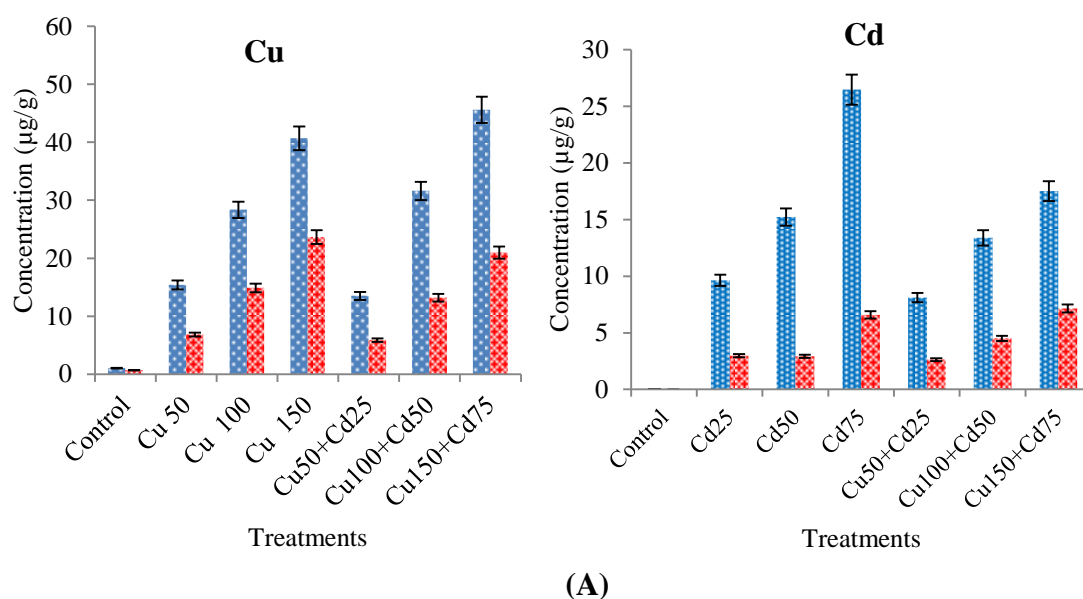 Cu
Concentration (µg/g)
60
50
40
30
20
10
0
Control
Cu 50
Cu 100
Cu 150
Cu50+Cd25
Cu100+Cd50
Cu150+Cd75
Treatments
Cd
Concentration (µg/g)
30
25
20
15
10
5
0
Control
Cd25
Cd50
Cd75
Cu50+Cd25
Cu100+Cd50
Cu150+Cd75
Treatments
(A)